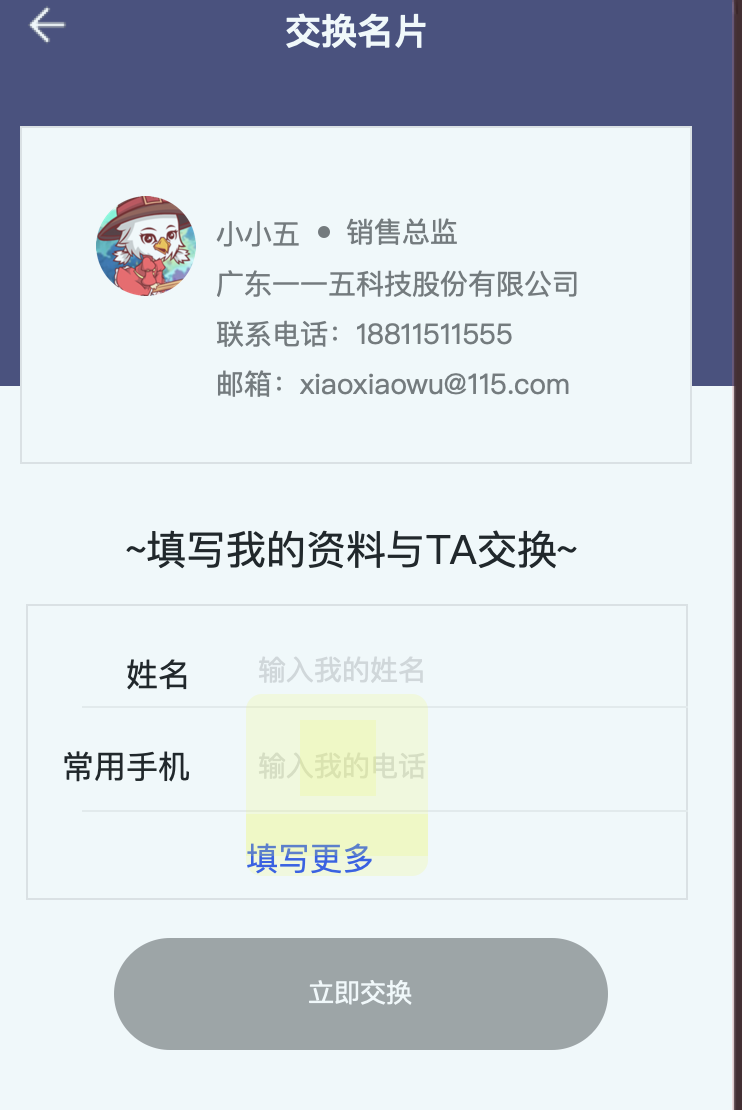 交换名片
小小五 • 销售总监
广东一一五科技股份有限公司
联系电话：18811511555
邮箱：xiaoxiaowu@115.com
~填写我的资料与TA交换~
姓名 输入我的姓名
常用手机 输入我的电话
填写更多
立即交换